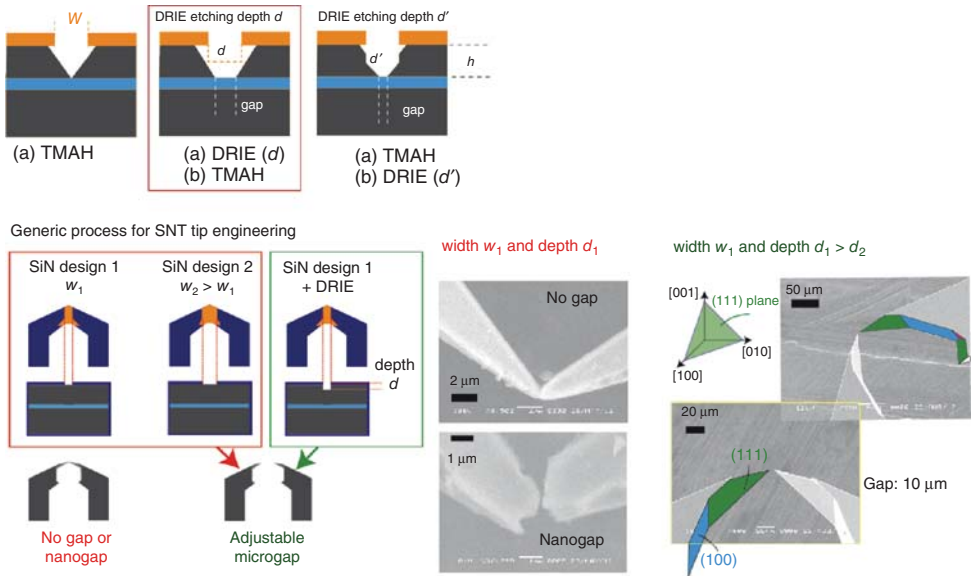 W
DRIE etching depth d
d
gap
DRIE etching depth d′
d′
h
gap
(a) TMAH
(a) DRIE (d)
(b) TMAH
(a) TMAH
(b) DRIE (d′)
Generic process for SNT tip engineering
SiN design 1
w1
SiN design 2
w2 > w1
SiN design 1
+ DRIE
depth
d
No gap or
nanogap
Adjustable
microgap
width w1 and depth d1
No gap
2 μm
1 μm
Nanogap
width w1 and depth d1 > d2
[001]
(111) plane
[010]
[100]
50 μm
20 μm
(111)
Gap: 10 μm
(100)